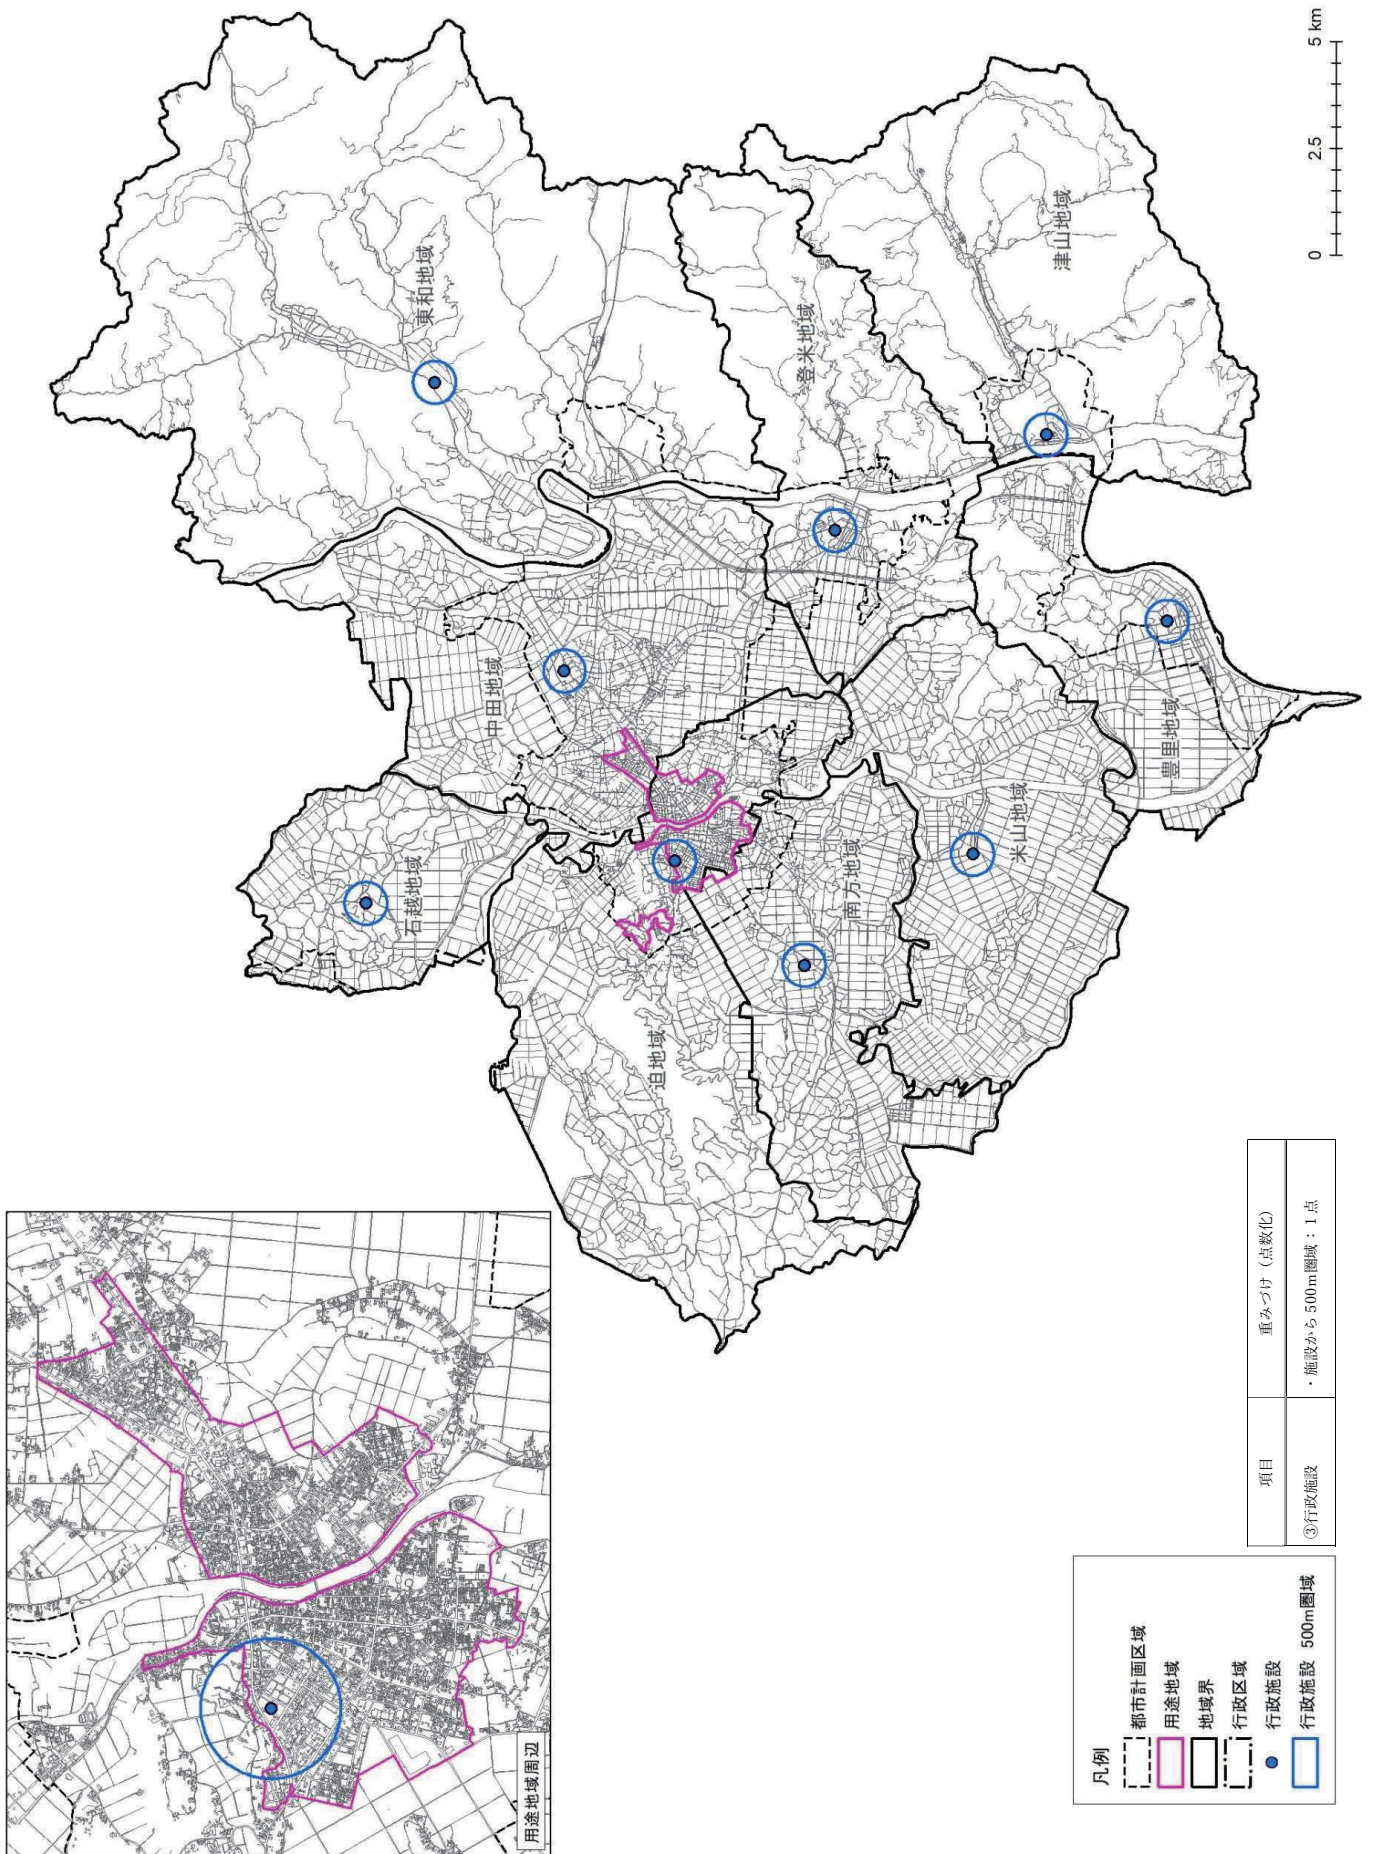 用途地域周辺
石越地域
中田地域
東和地域
迫地域
南方地域
登米地域
米山地域
豊里地域
津山地域
凡例
都市計画区域
用途地域
地域界
行政区域
行政施設
行政施設 500m圏域
項目 重みづけ（点数化）
③行政施設 ・施設から500m圏域：1点
0 2.5 5 km